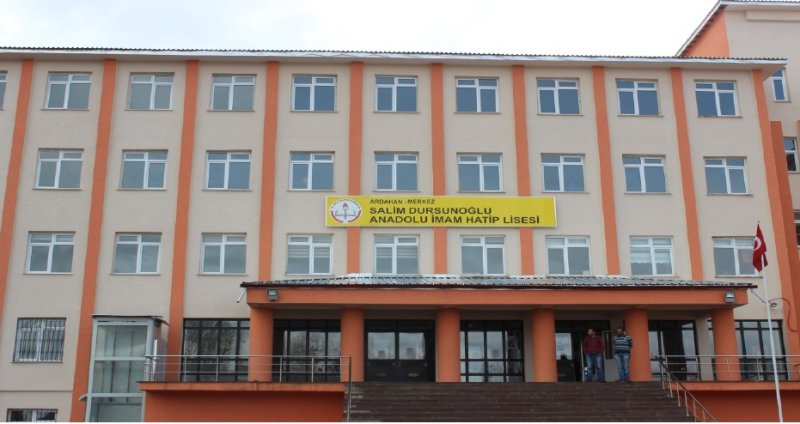 ARDAHAN - MERKEZ
SALİM DURSUNOĞLU
ANADOLU İMAM HATİP LİSESİ